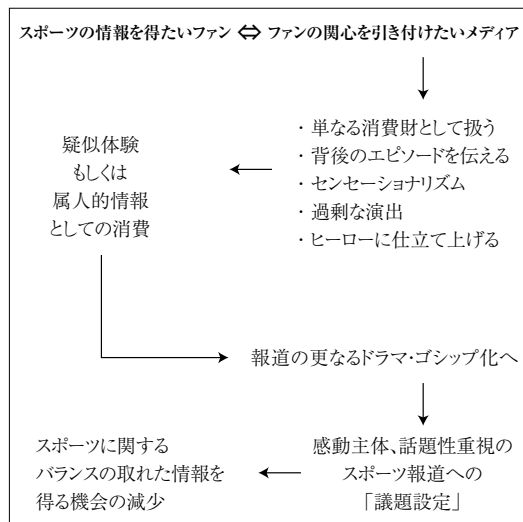 スポーツの情報を得たいファン ⇔ ファンの関心を引き付けたいメディア
・単なる消費財として扱う
・背後のエピソードを伝える
・センセーショナリズム
・過剰な演出
・ヒーローに仕立て上げる
疑似体験
もしくは
属人的情報
としての消費
報道の更なるドラマ・ゴシップ化へ
感動主体、話題性重視の
スポーツ報道への
「議題設定」
スポーツに関する
バランスの取れた情報を
得る機会の減少